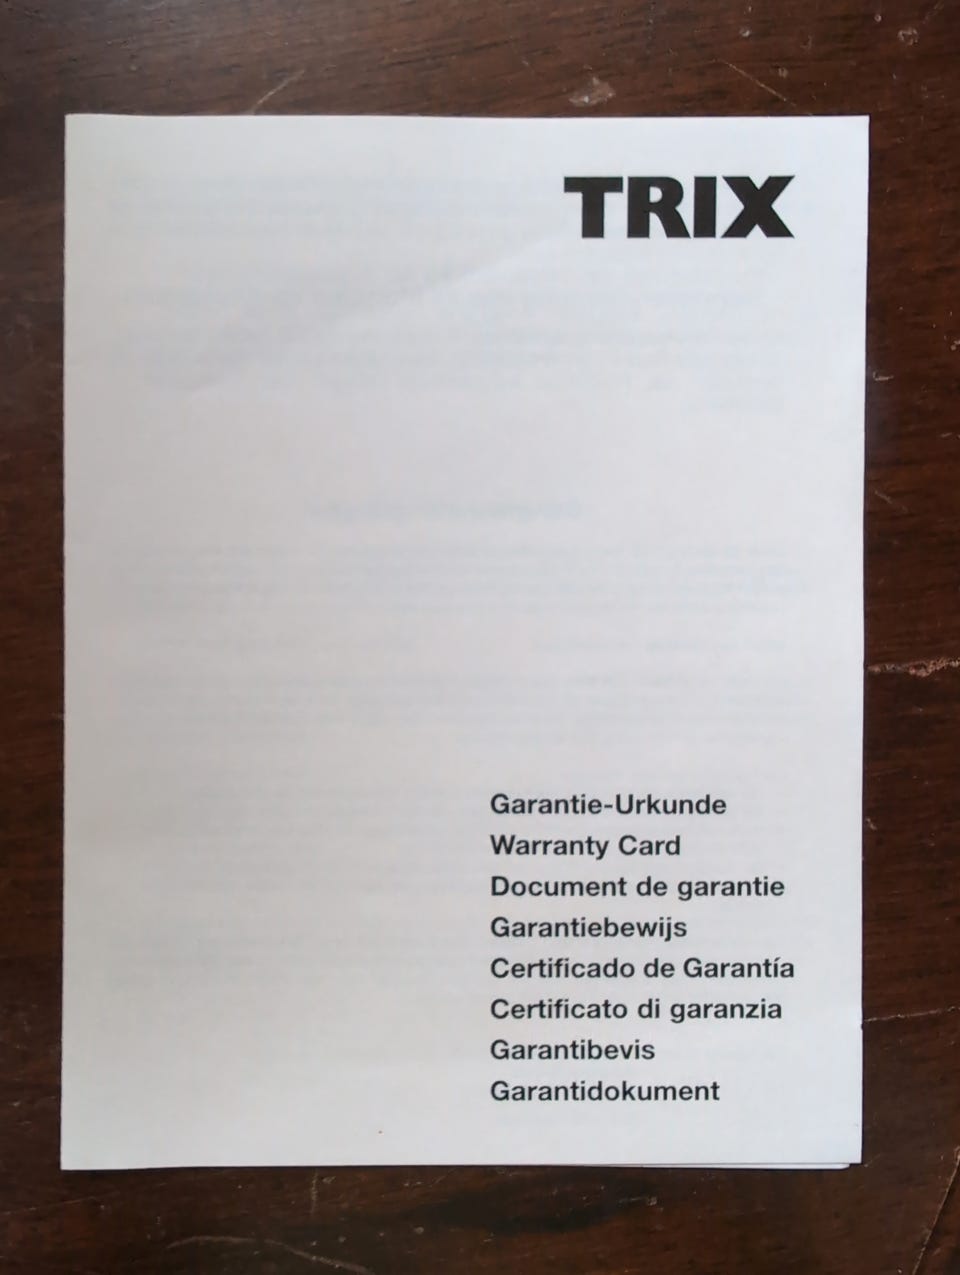 TRIX
Garantie-Urkunde
Warranty Card
Document de garantie
Garantiebewijs
Certificado de Garantía
Certificato di garanzia
Garantibevis
Garantidokument